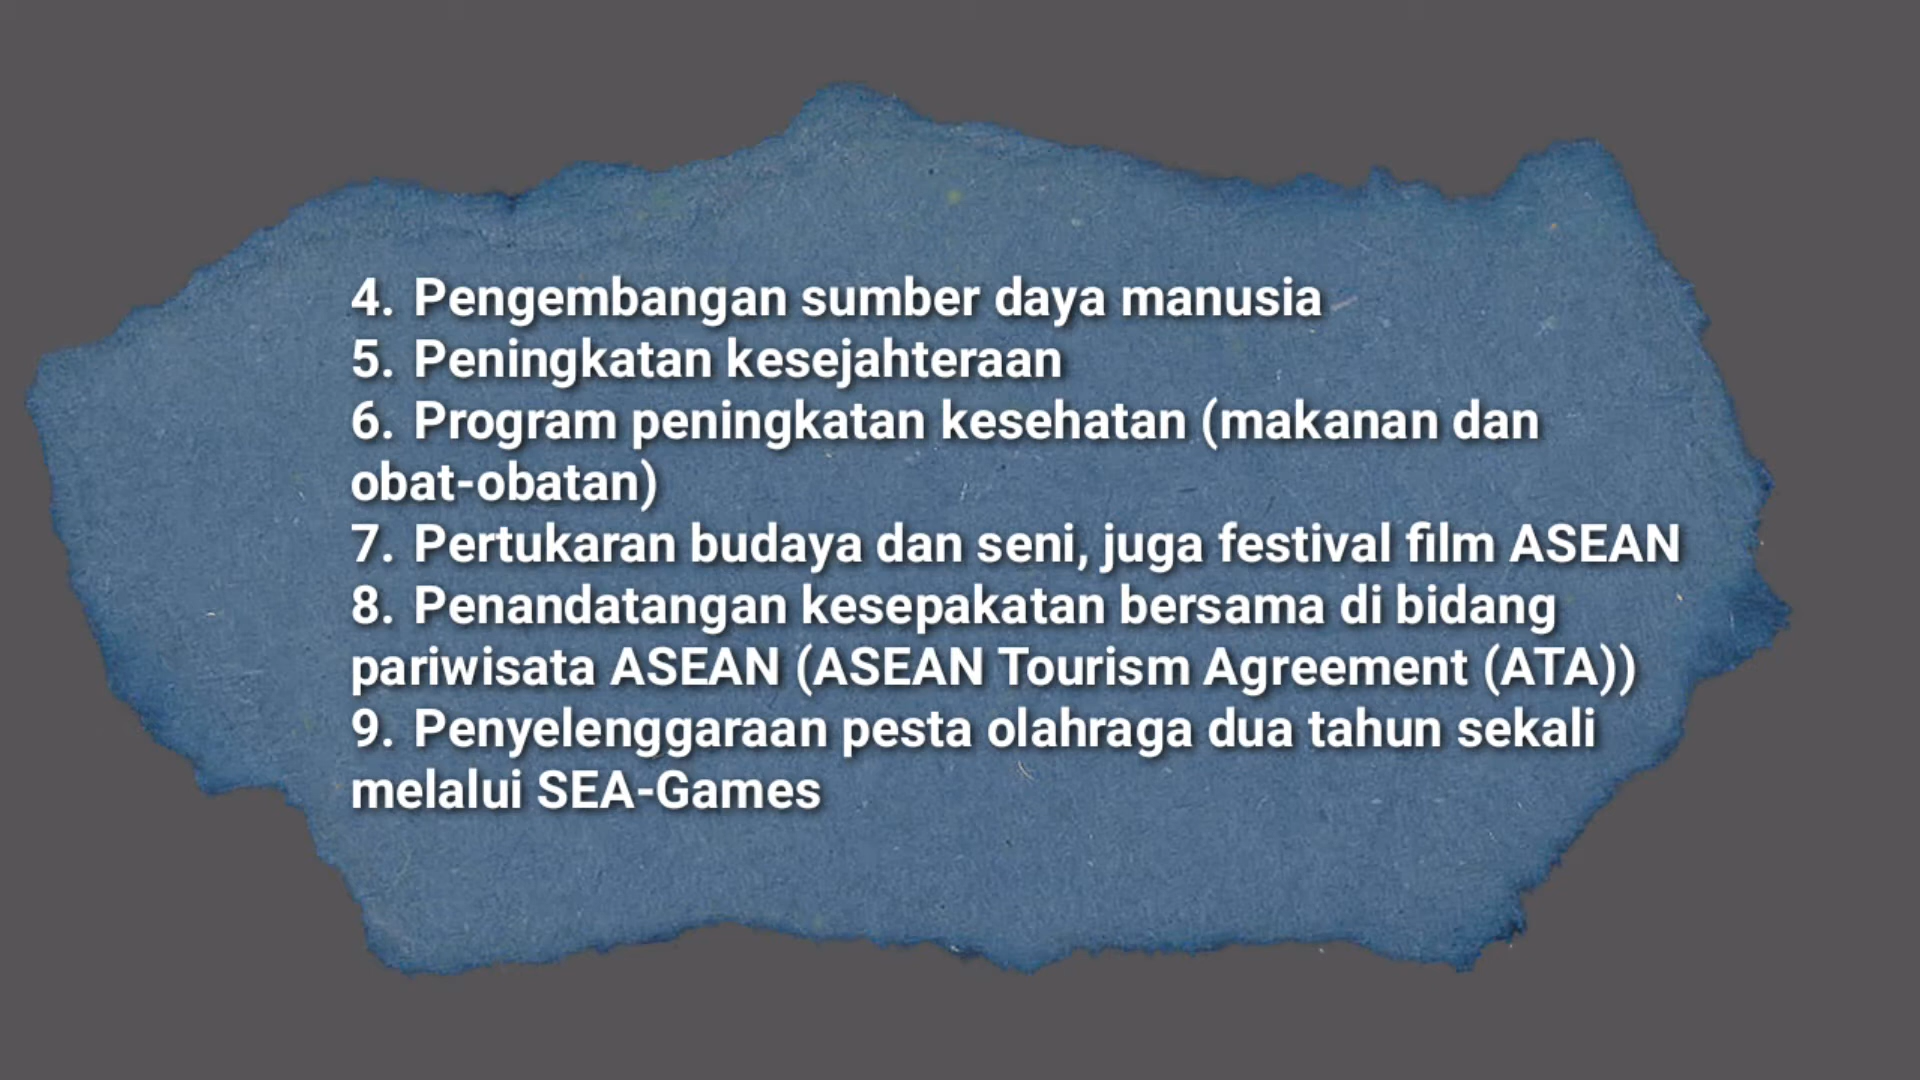 4. Pengembangan sumber daya manusia
5. Peningkatan kesejahteraan
6. Program peningkatan kesehatan (makanan dan
obat-obatan)
7. Pertukaran budaya dan seni, juga festival film ASEAN
8. Penandatangan kesepakatan bersama di bidang
pariwisata ASEAN (ASEAN Tourism Agreement (ATA))
9. Penyelenggaraan pesta olahraga dua tahun sekali
melalui SEA-Games